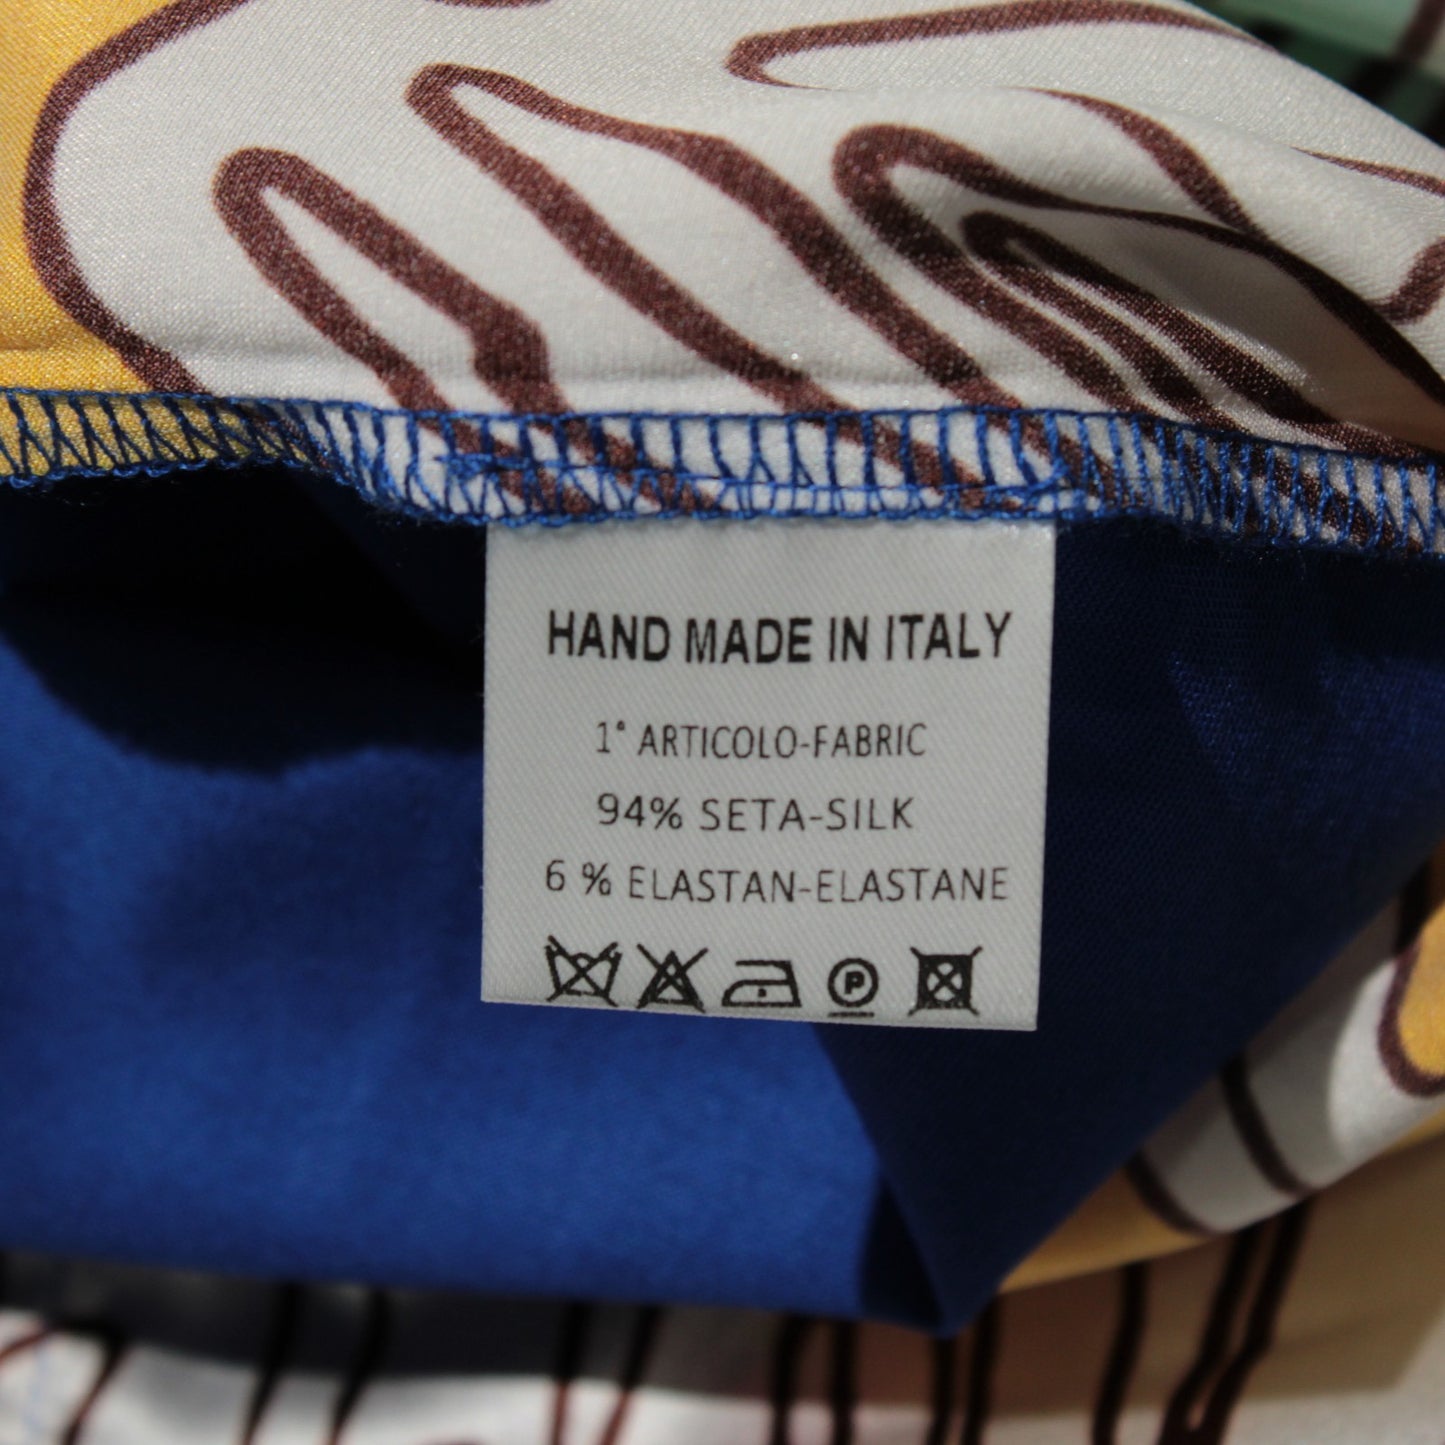 HAND MADE IN ITALY
1° ARTICOLO-FABRIC
94% SETA-SILK
6 % ELASTAN-ELASTANE
P